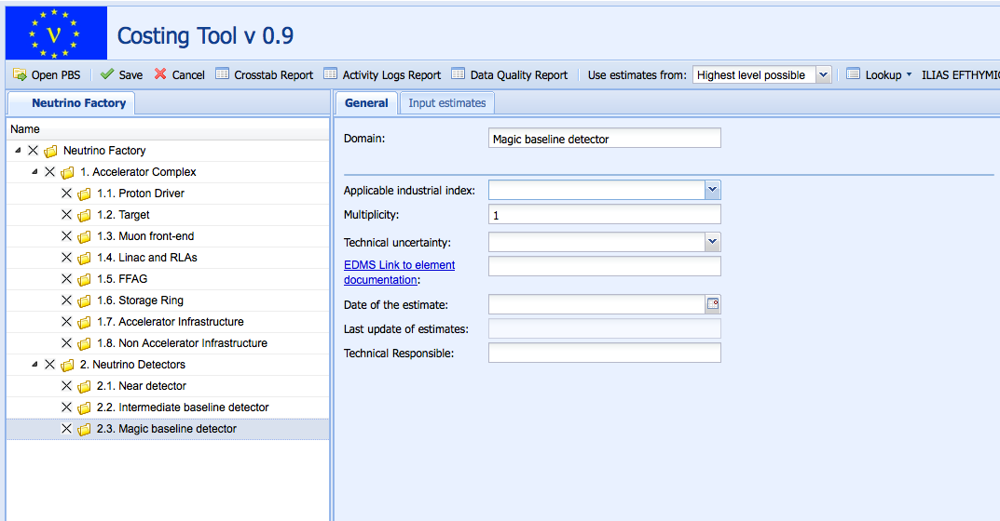 ν
Costing Tool v 0.9
Open PBS Save Cancel Crosstab Report Activity Logs Report Data Quality Report Use estimates from: Highest level possible Lookup ILIAS EFTHYMI
Neutrino Factory
Name
Neutrino Factory
1. Accelerator Complex
1.1. Proton Driver
1.2. Target
1.3. Muon front-end
1.4. Linac and RLAs
1.5. FFAG
1.6. Storage Ring
1.7. Accelerator Infrastructure
1.8. Non Accelerator Infrastructure
2. Neutrino Detectors
2.1. Near detector
2.2. Intermediate baseline detector
2.3. Magic baseline detector
General Input estimates
Domain: Magic baseline detector
Applicable industrial index:
Multiplicity: 1
Technical uncertainty:
EDMS Link to element
documentation:
Date of the estimate:
Last update of estimates:
Technical Responsible: